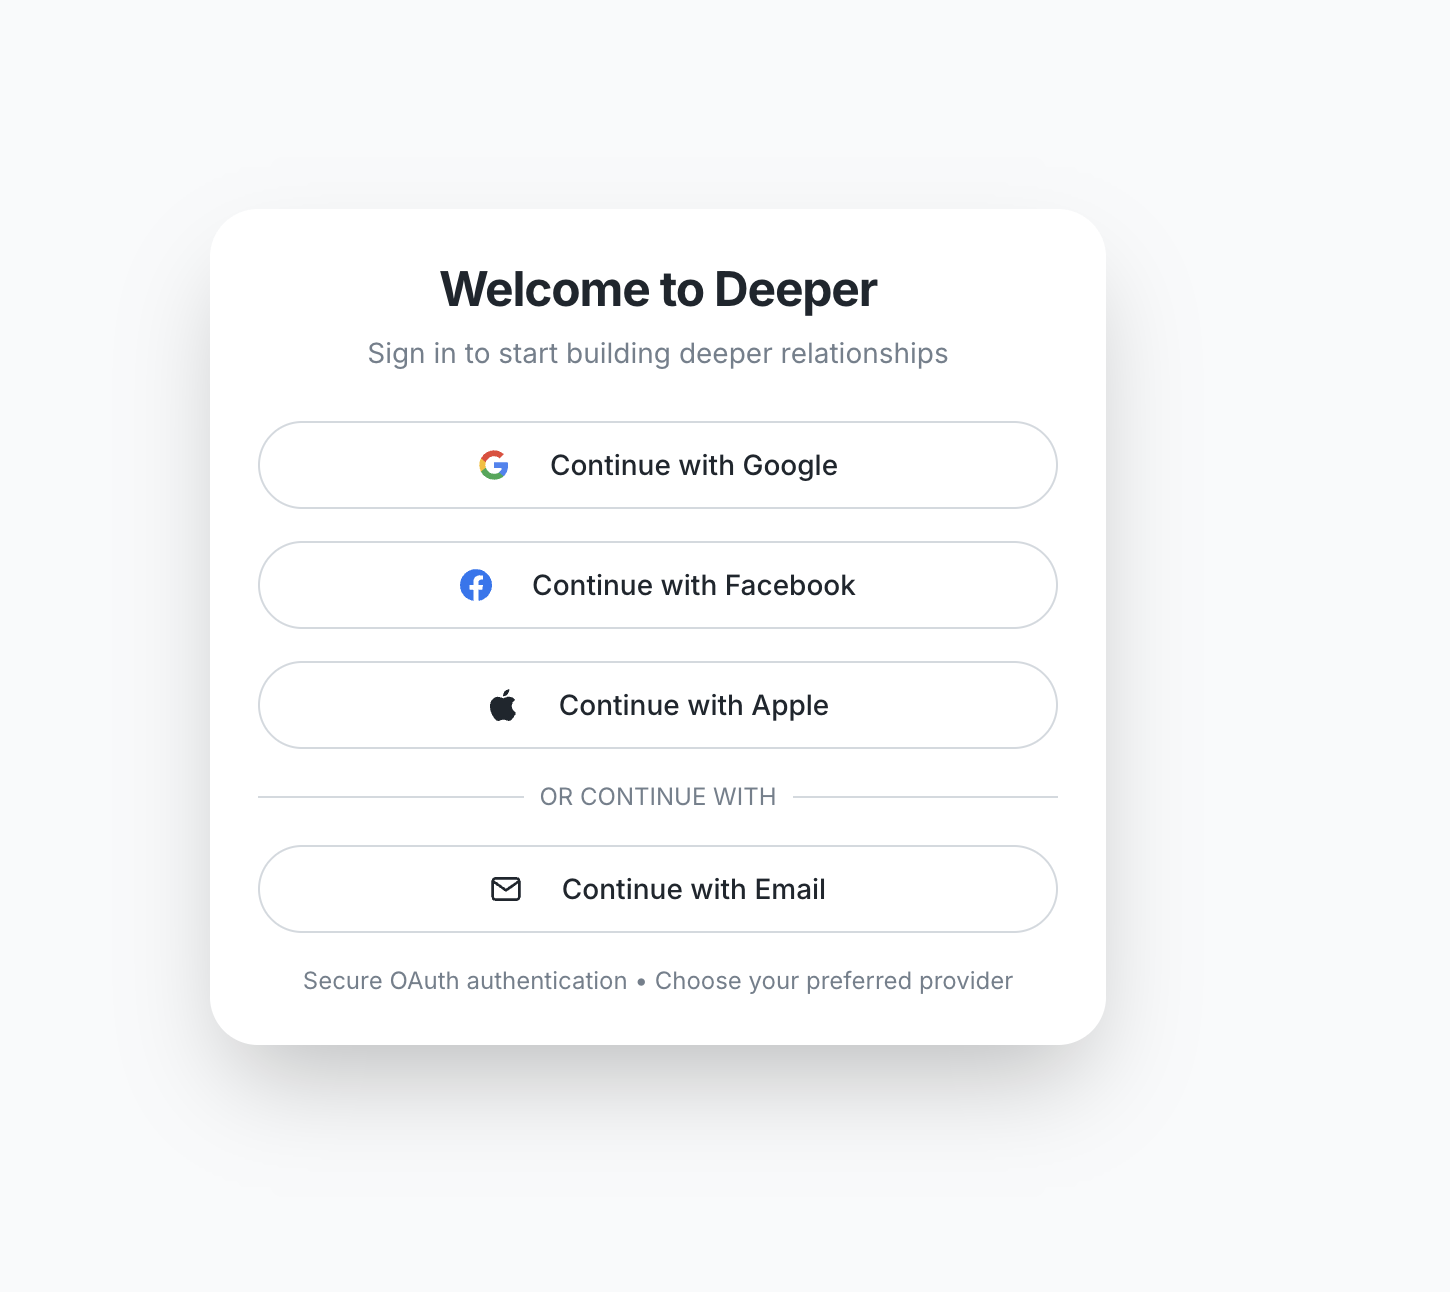 Welcome to Deeper
Sign in to start building deeper relationships
Continue with Google
Continue with Facebook
Continue with Apple
OR CONTINUE WITH
Continue with Email
Secure OAuth authentication • Choose your preferred provider